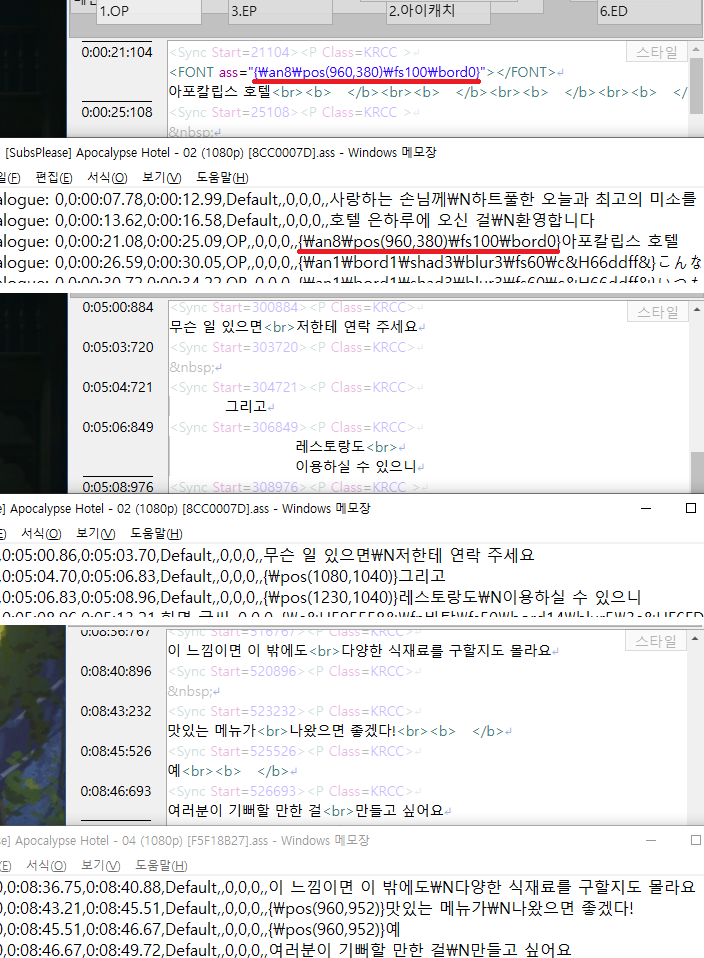 1.OP
3.EP
2.아이캐치
6.ED
스타일
0:00:21:104
<Sync Start=21104><P Class=KRCC >
<FONT ass="{₩an8₩pos(960,380)₩fs100₩bord0}"></FONT>
아포칼립스 호텔<br><b>  </b><br><b>  </b><br><b>  </b><br><b>  </
0:00:25:108
<Sync Start=25108><P Class=KRCC >
&nbsp;
[SubsPlease] Apocalypse Hotel - 02 (1080p) [8CC0007D].ass - Windows 메모장
일(F) 편집(E) 서식(O) 보기(V) 도움말(H)
alogue: 0,0:00:07.78,0:00:12.99,Default,,0,0,0,,사랑하는 손님께₩N하트풀한 오늘과 최고의 미소를
alogue: 0,0:00:13.62,0:00:16.58,Default,,0,0,0,,호텔 은하루에 오신 걸₩N환영합니다
alogue: 0,0:00:21.08,0:00:25.09,OP,,0,0,0,,{₩an8₩pos(960,380)₩fs100₩bord0}아포칼립스 호텔
alogue: 0,0:00:26.59,0:00:30.05,OP,,0,0,0,,{₩an1₩bord1₩shad3₩blur3₩fs60₩c&H66ddff&}こんな
0:05:00:884
<Sync Start=300884><P Class=KRCC>
스타일
무슨 일 있으면<br>저한테 연락 주세요
0:05:03:720
<Sync Start=303720><P Class=KRCC>
&nbsp;
0:05:04:721
<Sync Start=304721><P Class=KRCC>
그리고
0:05:06:849
<Sync Start=306849><P Class=KRCC>
레스토랑도<br>
이용하실 수 있으니
0:05:08:976
<Sync Start=308976><P Class=KRCC >
e] Apocalypse Hotel - 02 (1080p) [8CC0007D].ass - Windows 메모장
E) 서식(O) 보기(V) 도움말(H)
,0:05:00.86,0:05:03.70,Default,,0,0,0,,무슨 일 있으면₩N저한테 연락 주세요
,0:05:04.70,0:05:06.83,Default,,0,0,0,,{₩pos(1080,1040)}그리고
,0:05:06.83,0:05:08.96,Default,,0,0,0,,{₩pos(1230,1040)}레스토랑도₩N이용하실 수 있으니
0:08:36:767
<Sync Start=516767><P Class=KRCC>
스타일
이 느낌이면 이 밖에도<br>다양한 식재료를 구할지도 몰라요
0:08:40:896
<Sync Start=520896><P Class=KRCC>
&nbsp;
0:08:43:232
<Sync Start=523232><P Class=KRCC>
맛있는 메뉴가<br>나왔으면 좋겠다!<br><b>  </b>
0:08:45:526
<Sync Start=525526><P Class=KRCC>
예<br><b>  </b>
0:08:46:693
<Sync Start=526693><P Class=KRCC>
여러분이 기뻐할 만한 걸<br>만들고 싶어요
se] Apocalypse Hotel - 04 (1080p) [F5F18B27].ass - Windows 메모장
(E) 서식(O) 보기(V) 도움말(H)
0,0:08:36.75,0:08:40.88,Default,,0,0,0,,이 느낌이면 이 밖에도₩N다양한 식재료를 구할지도 몰라요
0,0:08:43.21,0:08:45.51,Default,,0,0,0,,{₩pos(960,952)}맛있는 메뉴가₩N나왔으면 좋겠다!
0,0:08:45.51,0:08:46.67,Default,,0,0,0,,{₩pos(960,952)}예
0,0:08:46.67,0:08:49.72,Default,,0,0,0,,여러분이 기뻐할 만한 걸₩N만들고 싶어요